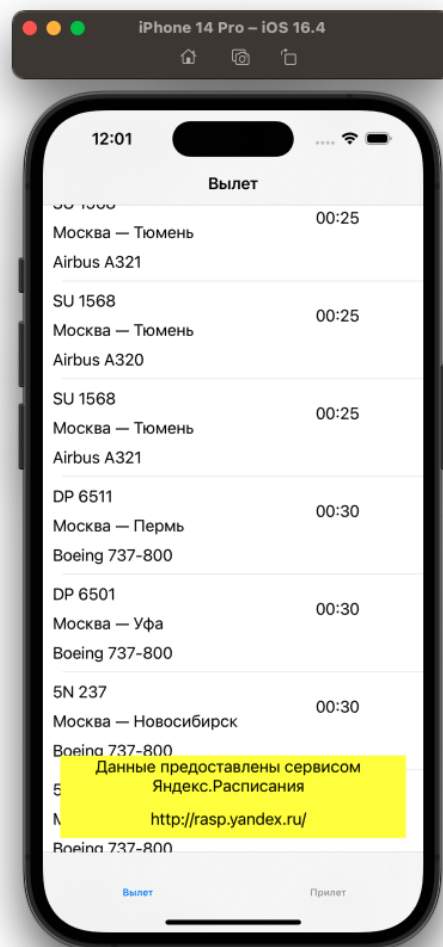 iPhone 14 Pro – iOS 16.4
12:01
Вылет
SU 1568
Москва — Тюмень
00:25
Airbus A321
SU 1568
Москва — Тюмень
00:25
Airbus A320
SU 1568
Москва — Тюмень
00:25
Airbus A321
DP 6511
Москва — Пермь
00:30
Boeing 737-800
DP 6501
Москва — Уфа
00:30
Boeing 737-800
5N 237
Москва — Новосибирск
00:30
Boeing 737-800
Данные предоставлены сервисом
Яндекс.Расписания
http://rasp.yandex.ru/
Boeing 737-800
Вылет
Прилет